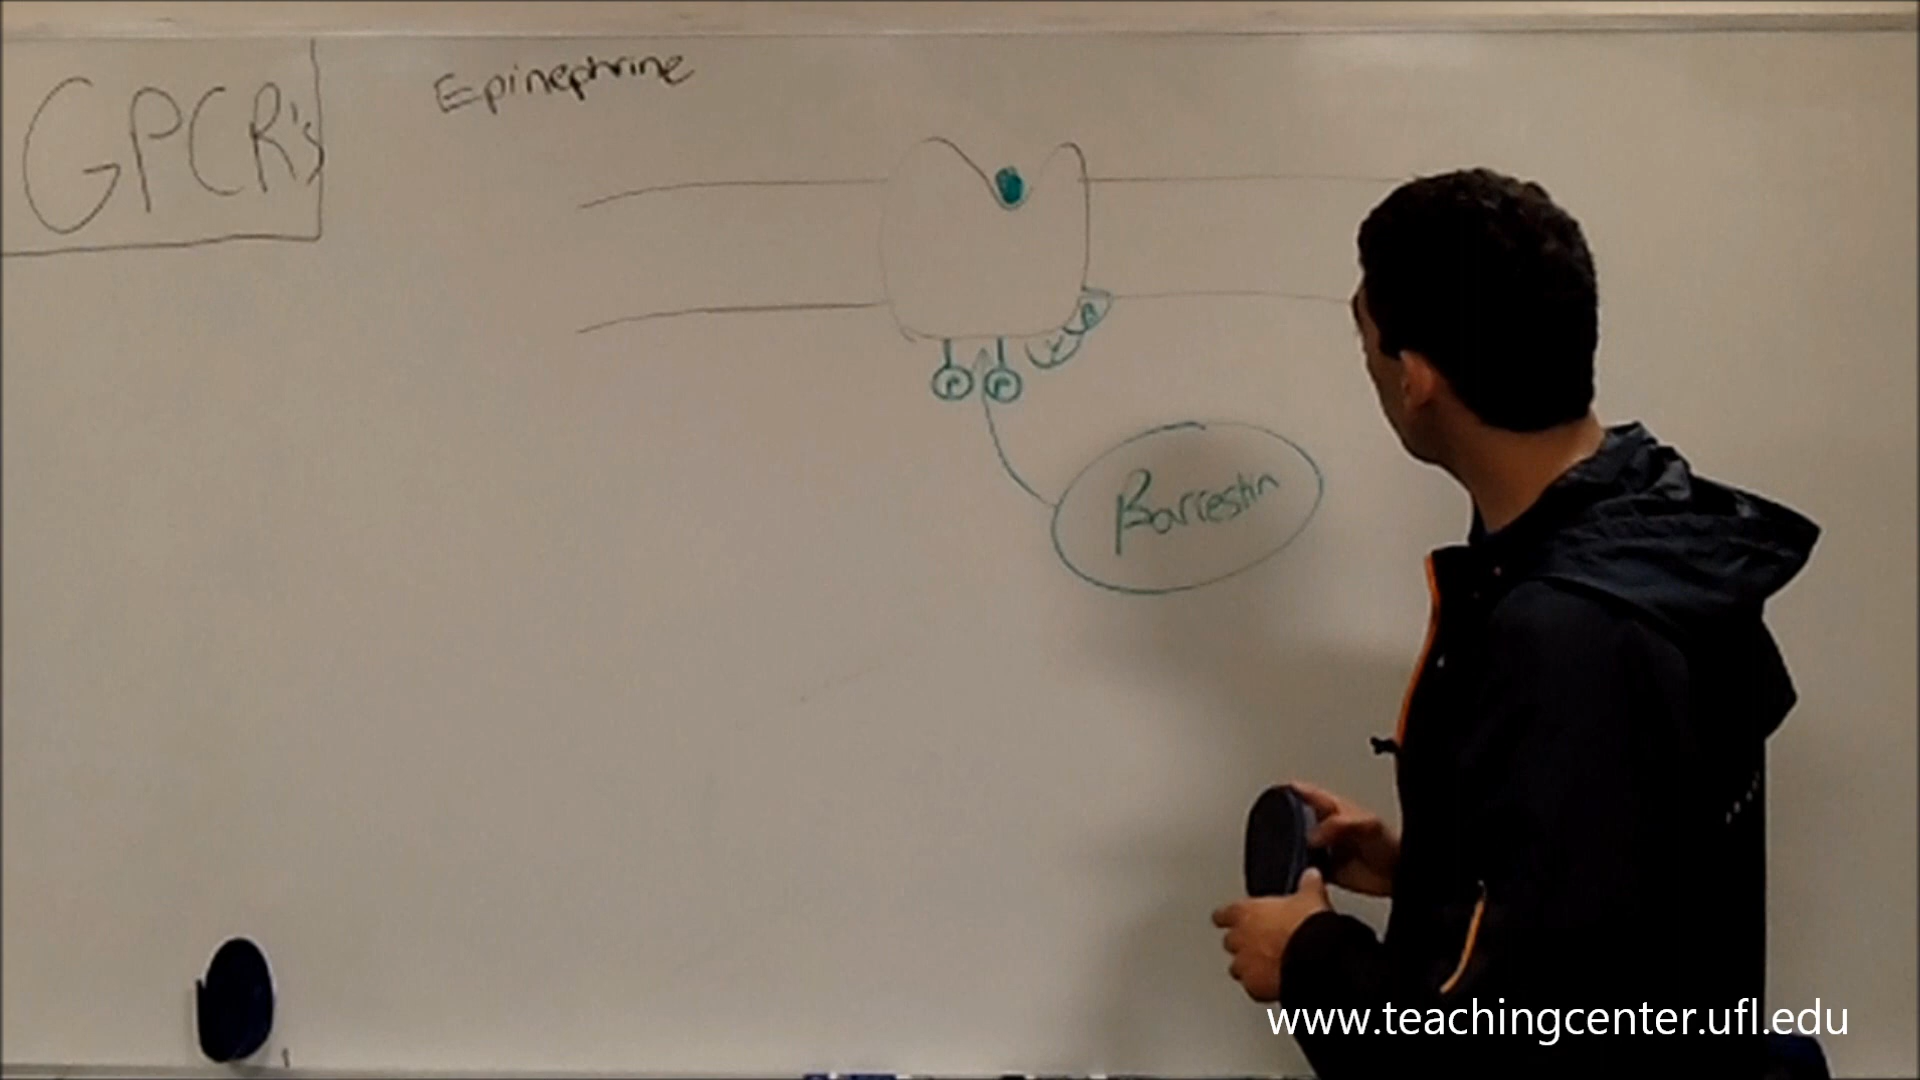 GPCR's
Epinephrine
P P
βarrestin
www.teachingcenter.ufl.edu